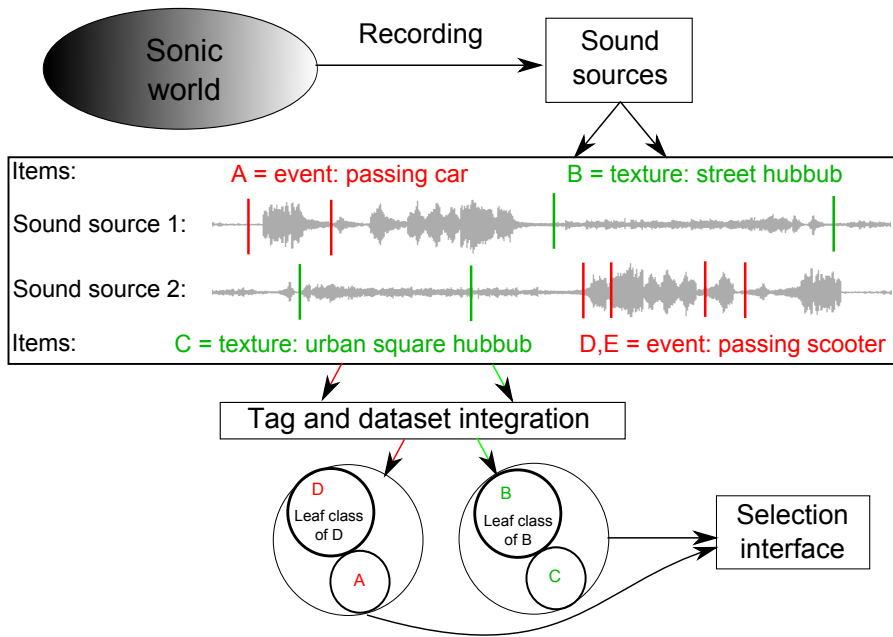 Sonic
world
Recording
Sound
sources
Items:
A = event: passing car
B = texture: street hubbub
Sound source 1:
Sound source 2:
Items:
C = texture: urban square hubbub
D,E = event: passing scooter
Tag and dataset integration
D
Leaf class
of D
A
B
Leaf class
of B
C
Selection
interface